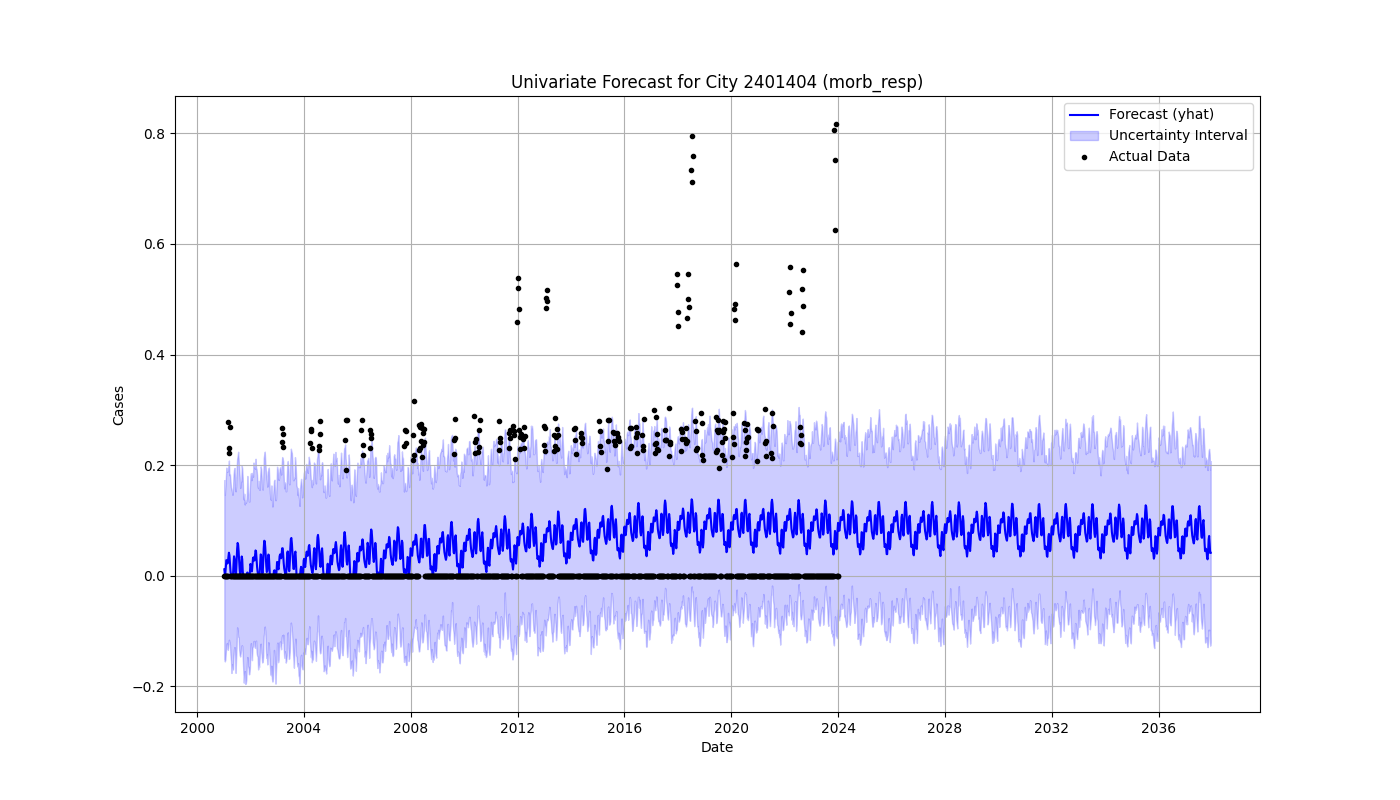 Univariate Forecast for City 2401404 (morb_resp)
Forecast (yhat)
Uncertainty Interval
Actual Data
Cases
0.8
0.6
0.4
0.2
0.0
−0.2
2000 2004 2008 2012 2016 2020 2024 2028 2032 2036
Date